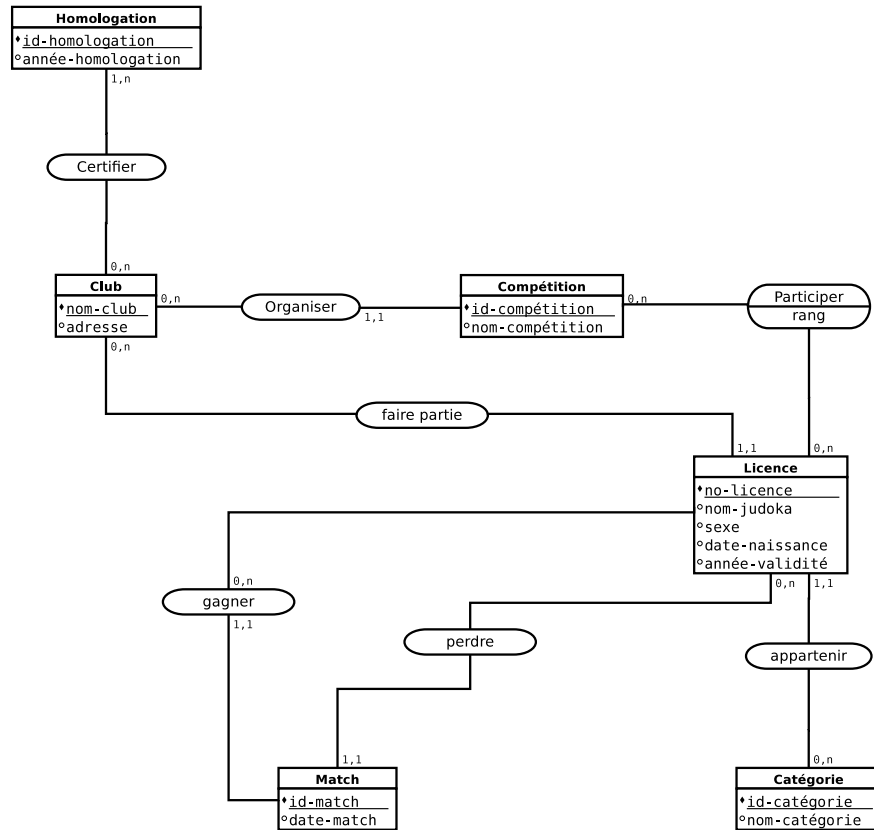 Homologation
id-homologation
année-homologation
1,n
Certifier
0,n
Club
nom-club
adresse
0,n
0,n
Organiser
1,1
Compétition
id-compétition
nom-compétition
0,n
Participer
rang
0,n
faire partie
1,1
Licence
no-licence
nom-judoka
sexe
date-naissance
année-validité
0,n
gagner
1,1
0,n
perdre
1,1
1,1
appartenir
0,n
Match
id-match
date-match
Catégorie
id-catégorie
nom-catégorie